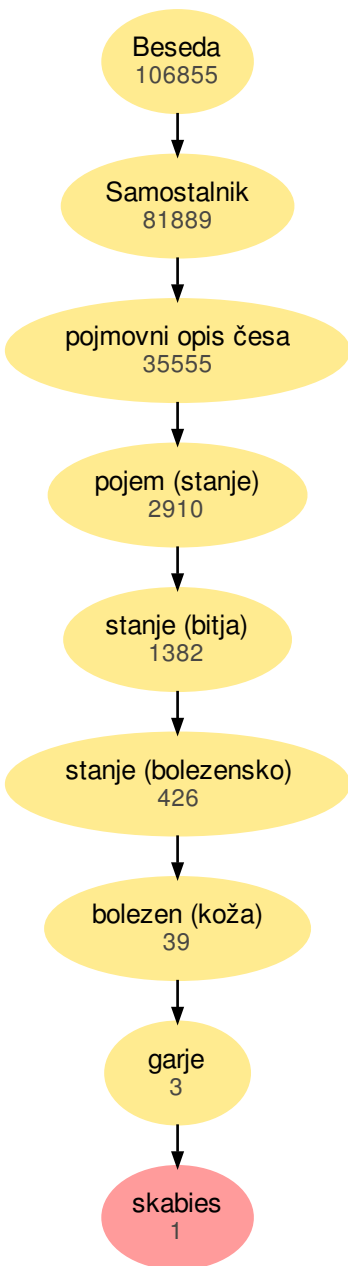 Beseda
106855
Samostalnik
81889
pojmovni opis česa
35555
pojem (stanje)
2910
stanje (bitja)
1382
stanje (bolezensko)
426
bolezen (koža)
39
garje
3
skabies
1